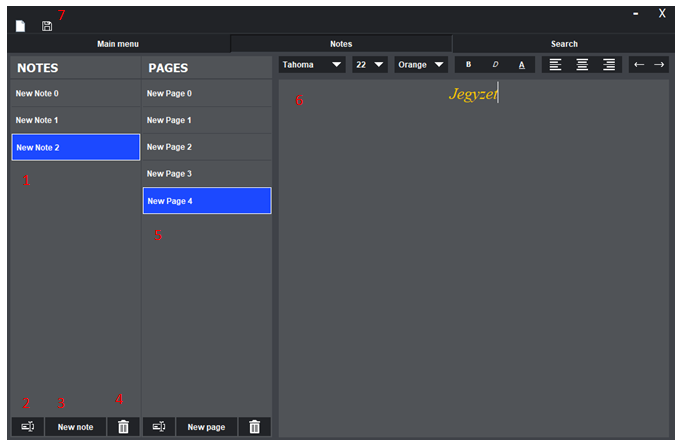 7
- X
Main menu Notes Search
NOTES PAGES Tahoma 22 Orange B D A
New Note 0 New Page 0 6 Jegyzet
New Note 1 New Page 1
New Note 2 New Page 2
New Page 3
1
New Page 4
5
2 3 4
New note New page